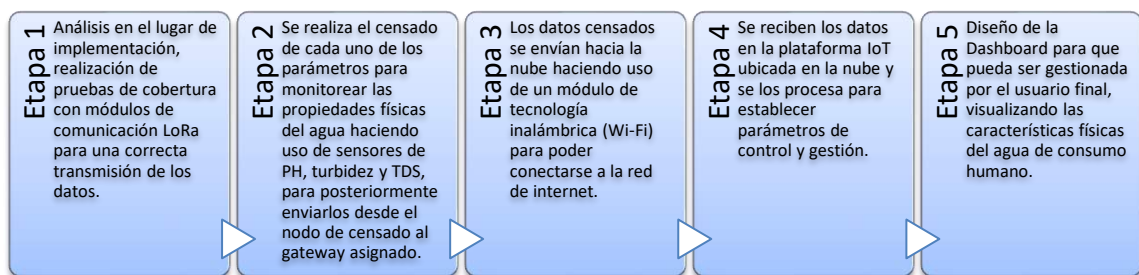 Etapa 1
Análisis en el lugar de
implementación,
realización de
pruebas de cobertura
con módulos de
comunicación LoRa
para una correcta
transmisión de los
datos.
Etapa 2
Se realiza el censado
de cada uno de los
parámetros para
monitorear las
propiedades físicas
del agua haciendo
uso de sensores de
PH, turbidez y TDS,
para posteriormente
enviarlos desde el
nodo de censado al
gateway asignado.
Etapa 3
Los datos censados
se envían hacia la
nube haciendo uso
de un módulo de
tecnología
inalámbrica (Wi-Fi)
para poder
conectarse a la red
de internet.
Etapa 4
Se reciben los datos
en la plataforma IoT
ubicada en la nube y
se los procesa para
establecer
parámetros de
control y gestión.
Etapa 5
Diseño de la
Dashboard para que
pueda ser gestionada
por el usuario final,
visualizando las
características físicas
del agua de consumo
humano.